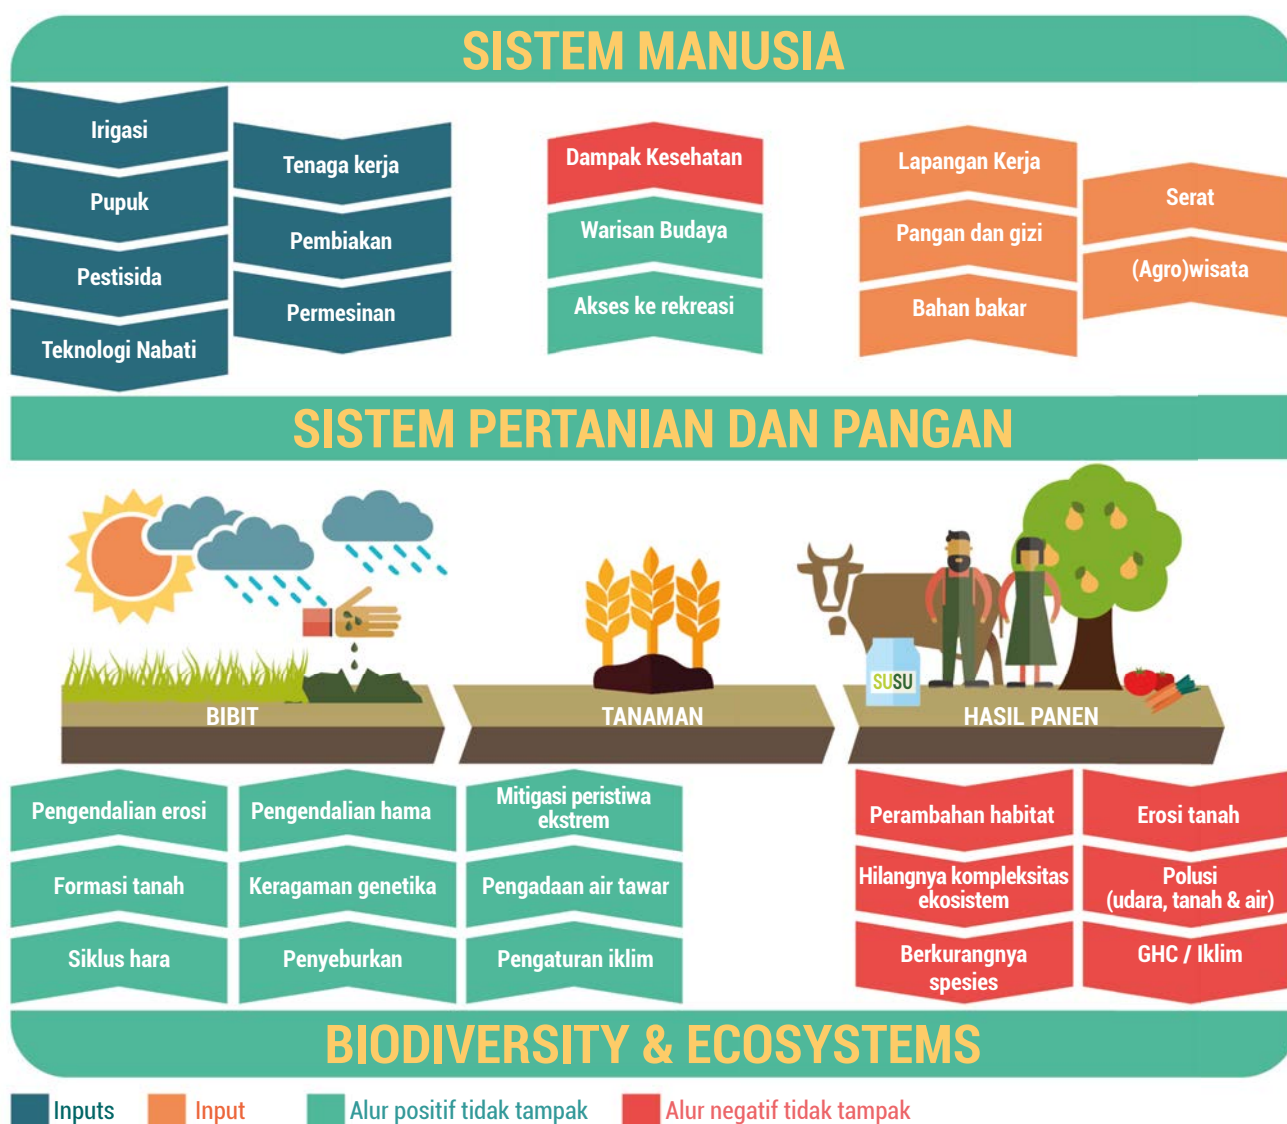 SISTEM MANUSIA
Irigasi
Pupuk
Pestisida
Teknologi Nabati
Tenaga kerja
Pembiakan
Permesinan
Dampak Kesehatan
Warisan Budaya
Akses ke rekreasi
Lapangan Kerja
Pangan dan gizi
Bahan bakar
Serat
(Agro)wisata
SISTEM PERTANIAN DAN PANGAN
SUSU
BIBIT
TANAMAN
HASIL PANEN
Pengendalian erosi
Formasi tanah
Siklus hara
Pengendalian hama
Keragaman genetika
Penyeburkan
Mitigasi peristiwa
ekstrem
Pengadaan air tawar
Pengaturan iklim
Perambahan habitat
Hilangnya kompleksitas
ekosistem
Berkurangnya
spesies
Erosi tanah
Polusi
(udara, tanah & air)
GHC / Iklim
BIODIVERSITY & ECOSYSTEMS
Inputs
Input
Alur positif tidak tampak
Alur negatif tidak tampak